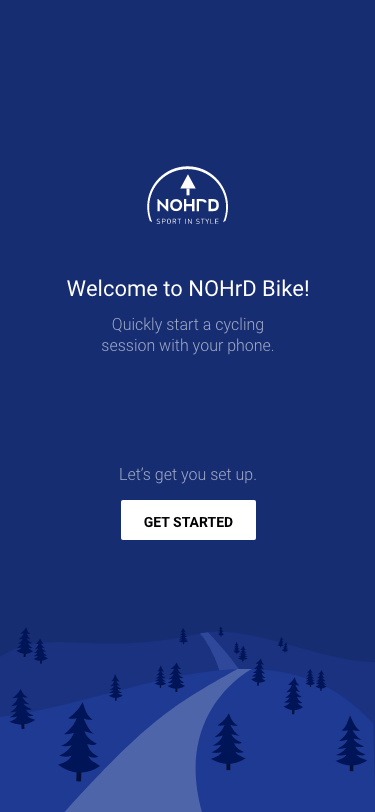 NOHrD
SPORT IN STYLE
Welcome to NOHrD Bike!
Quickly start a cycling
session with your phone.
Let's get you set up.
GET STARTED